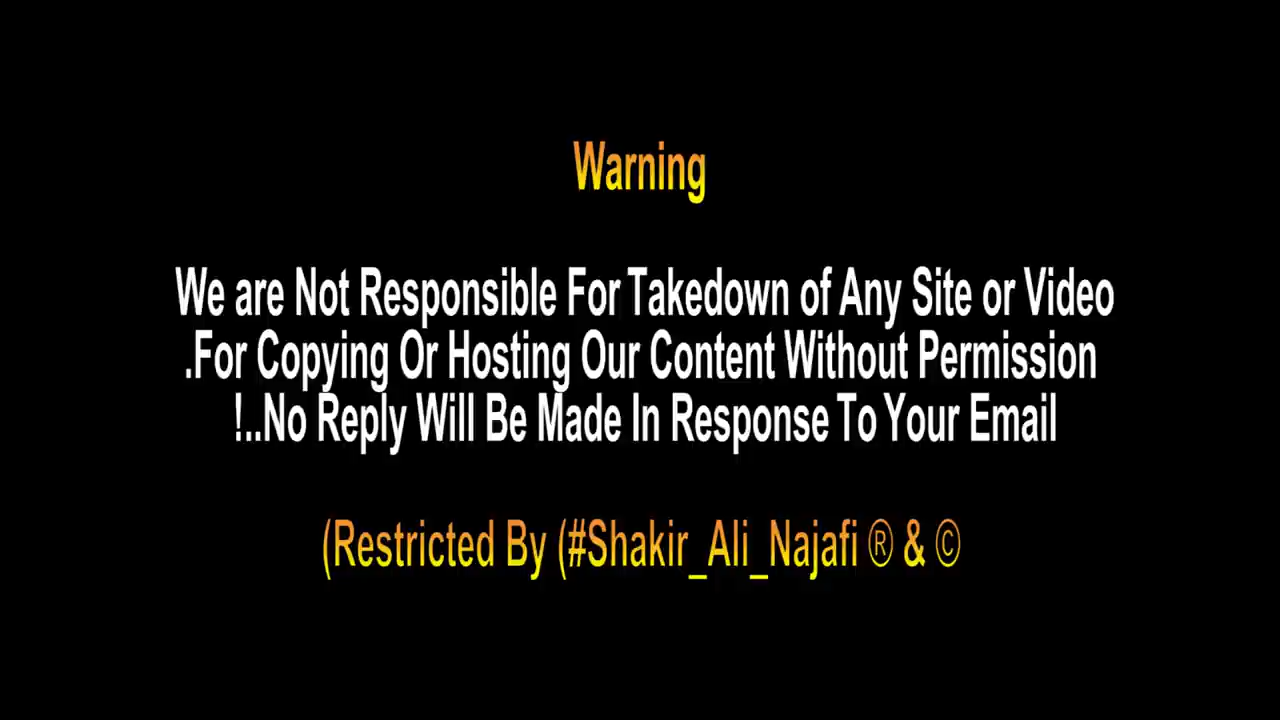 Warning
We are Not Responsible For Takedown of Any Site or Video
.For Copying Or Hosting Our Content Without Permission
!..No Reply Will Be Made In Response To Your Email
(Restricted By (#Shakir_Ali_Najafi ® & ©